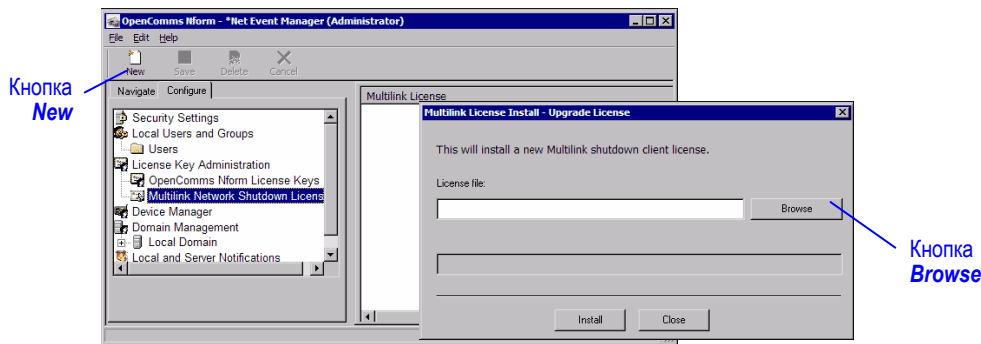 OpenComms Nform - *Net Event Manager (Administrator)
File Edit Help
New Save Delete Cancel
Кнопка
New
Navigate Configure
Security Settings
Local Users and Groups
Users
License Key Administration
OpenComms Nform License Keys
Multilink Network Shutdown Licens
Device Manager
Domain Management
Local Domain
Local and Server Notifications
Multilink License
Multilink License Install - Upgrade License
This will install a new Multilink shutdown client license.
License file:
Browse
Кнопка
Browse
Install Close